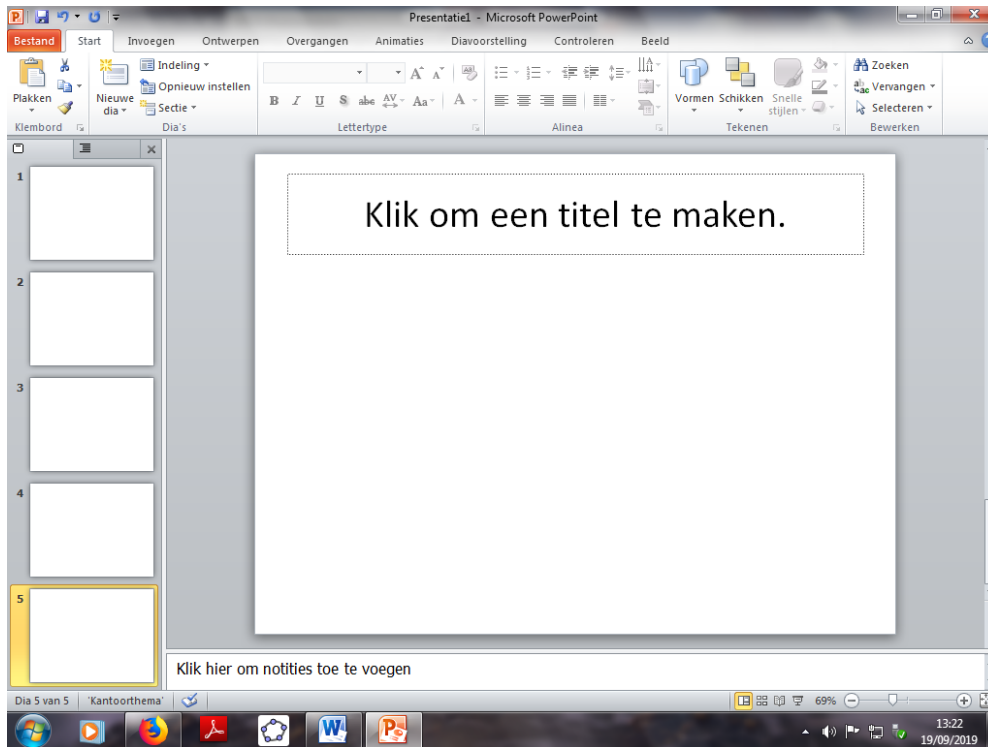 Presentatie1 - Microsoft PowerPoint
Bestand Start Invoegen Ontwerpen Overgangen Animaties Diavoorstelling Controleren Beeld
Plakken
Nieuwe dia
Indeling
Opnieuw instellen
Sectie
B I U S abc AV Aa A
Vormen Schikken Snelle stijlen
Zoeken
Vervangen
Selecteren
Klembord Dia's Lettertype Alinea Tekenen Bewerken
1
2
3
4
5
Klik om een titel te maken.
Klik hier om notities toe te voegen
Dia 5 van 5 'Kantoorthema' 69%
13:22
19/09/2019